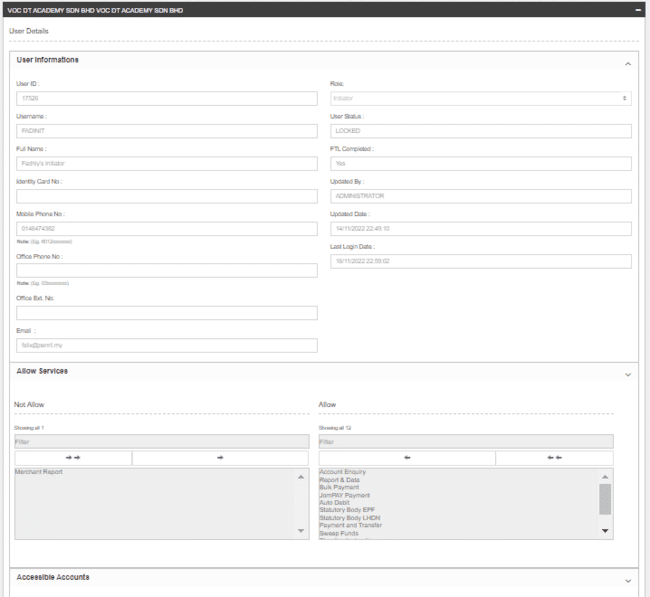 VOC DT ACADEMY SDN BHD VOC DT ACADEMY SDN BHD
User Details
User Informations
User ID :
17526
Role:
Initiator
Username :
FADINIT
User Status :
LOCKED
Full Name :
Fadhly's Initiator
FTL Completed :
Yes
Identity Card No :
Updated By :
ADMINISTRATOR
Mobile Phone No :
0148474362
Note: (Eg. 6012xxxxxxx)
Updated Date :
14/11/2022 22:49:10
Office Phone No :
Note: (Eg. 03xxxxxxxx)
Last Login Date :
16/11/2022 22:59:02
Office Ext. No:
Email :
Allow Services
Not Allow
Allow
Showing all 1
Showing all 12
Filter
Filter
Merchant Report
Account Enquiry
Report & Data
Bulk Payment
JomPAY Payment
Auto Debit
Statutory Body EPF
Statutory Body LHDN
Payment and Transfer
Sweep Funds
Accessible Accounts